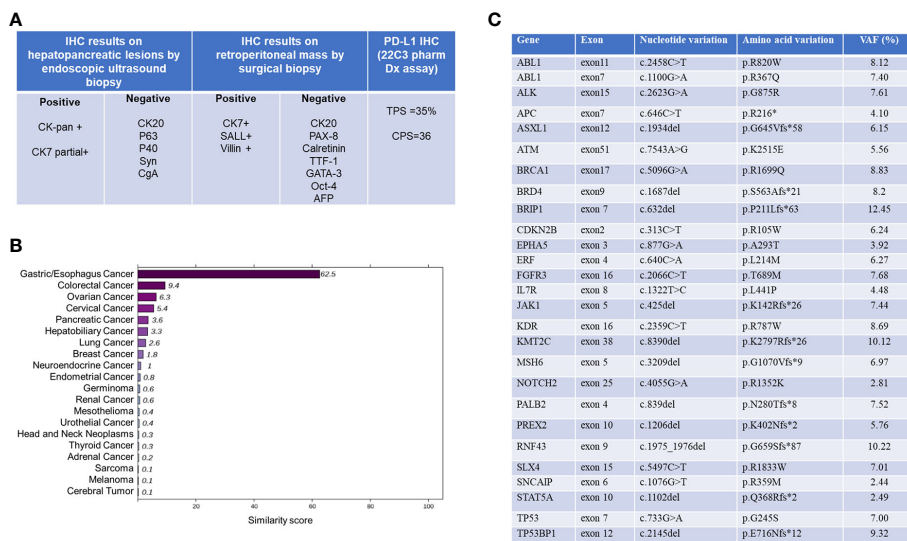 A
IHC results on hepatopancreatic lesions by endoscopic ultrasound biopsy
IHC results on retroperitoneal mass by surgical biopsy
PD-L1 IHC (22C3 pharm Dx assay)
Positive
CK-pan +
CK7 partial+
Negative
CK20
P63
P40
Syn
CgA
Positive
CK7+
SALL+
Villin +
Negative
CK20
PAX-8
Calretinin
TTF-1
GATA-3
Oct-4
AFP
TPS =35%
CPS=36
B
Gastric/Esophagus Cancer 62.5
Colorectal Cancer 9.4
Ovarian Cancer 6.3
Cervical Cancer 5.4
Pancreatic Cancer 3.6
Hepatobiliary Cancer 3.3
Lung Cancer 2.6
Breast Cancer 1.8
Neuroendocrine Cancer 1
Endometrial Cancer 0.8
Germinoma 0.6
Renal Cancer 0.6
Mesothelioma 0.4
Urothelial Cancer 0.4
Head and Neck Neoplasms 0.3
Thyroid Cancer 0.3
Adrenal Cancer 0.2
Sarcoma 0.1
Melanoma 0.1
Cerebral Tumor 0.1
0 20 40 60 80 100
Similarity score
C
Gene Exon Nucleotide variation Amino acid variation VAF (%)
ABL1 exon11 c.2458C>T p.R820W 8.12
ABL1 exon7 c.1100G>A p.R367Q 7.40
ALK exon15 c.2623G>A p.G875R 7.61
APC exon7 c.646C>T p.R216* 4.10
ASXL1 exon12 c.1934del p.G645Vfs*58 6.15
ATM exon51 c.7543A>G p.K2515E 5.56
BRCA1 exon17 c.5096G>A p.R1699Q 8.83
BRD4 exon9 c.1687del p.S563Afs*21 8.2
BRIP1 exon 7 c.632del p.P211Lfs*63 12.45
CDKN2B exon2 c.313C>T p.R105W 6.24
EPHA5 exon 3 c.877G>A p.A293T 3.92
ERF exon 4 c.640C>A p.L214M 6.27
FGFR3 exon 16 c.2066C>T p.T689M 7.68
IL7R exon 8 c.1322T>C p.L441P 4.48
JAK1 exon 5 c.425del p.K142Rfs*26 7.44
KDR exon 16 c.2359C>T p.R787W 8.69
KMT2C exon 38 c.8390del p.K2797Rfs*26 10.12
MSH6 exon 5 c.3209del p.G1070Vfs*9 6.97
NOTCH2 exon 25 c.4055G>A p.R1352K 2.81
PALB2 exon 4 c.839del p.N280Tfs*8 7.52
PREX2 exon 10 c.1206del p.K402Nfs*2 5.76
RNF43 exon 9 c.1975_1976del p.G659Sfs*87 10.22
SLX4 exon 15 c.5497C>T p.R1833W 7.01
SNCAIP exon 6 c.1076G>T p.R359M 2.44
STAT5A exon 10 c.1102del p.Q368Rfs*2 2.49
TP53 exon 7 c.733G>A p.G245S 7.00
TP53BP1 exon 12 c.2145del p.E716Nfs*12 9.32